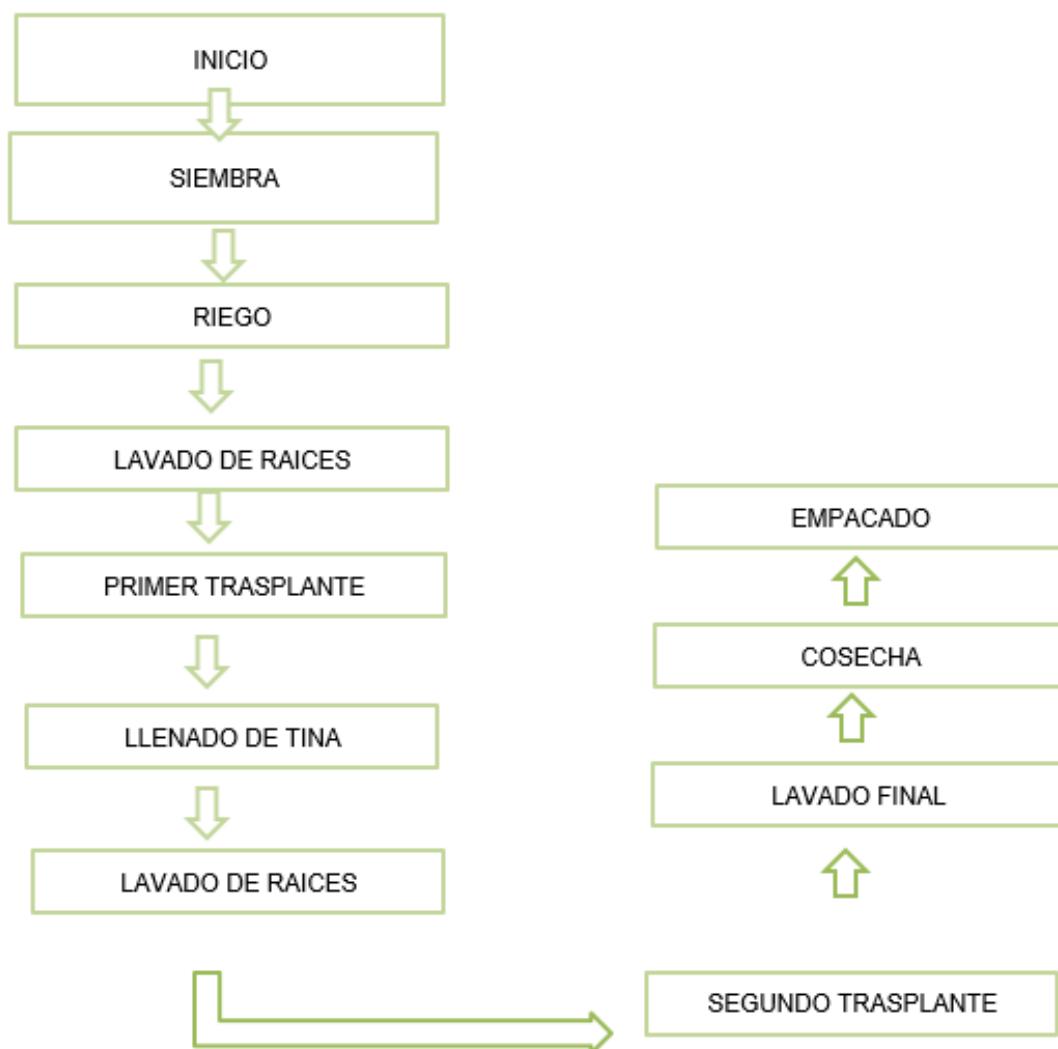 INICIO
SIEMBRA
RIEGO
LAVADO DE RAICES
PRIMER TRASPLANTE
LLENADO DE TINA
LAVADO DE RAICES
SEGUNDO TRASPLANTE
LAVADO FINAL
COSECHA
EMPACADO